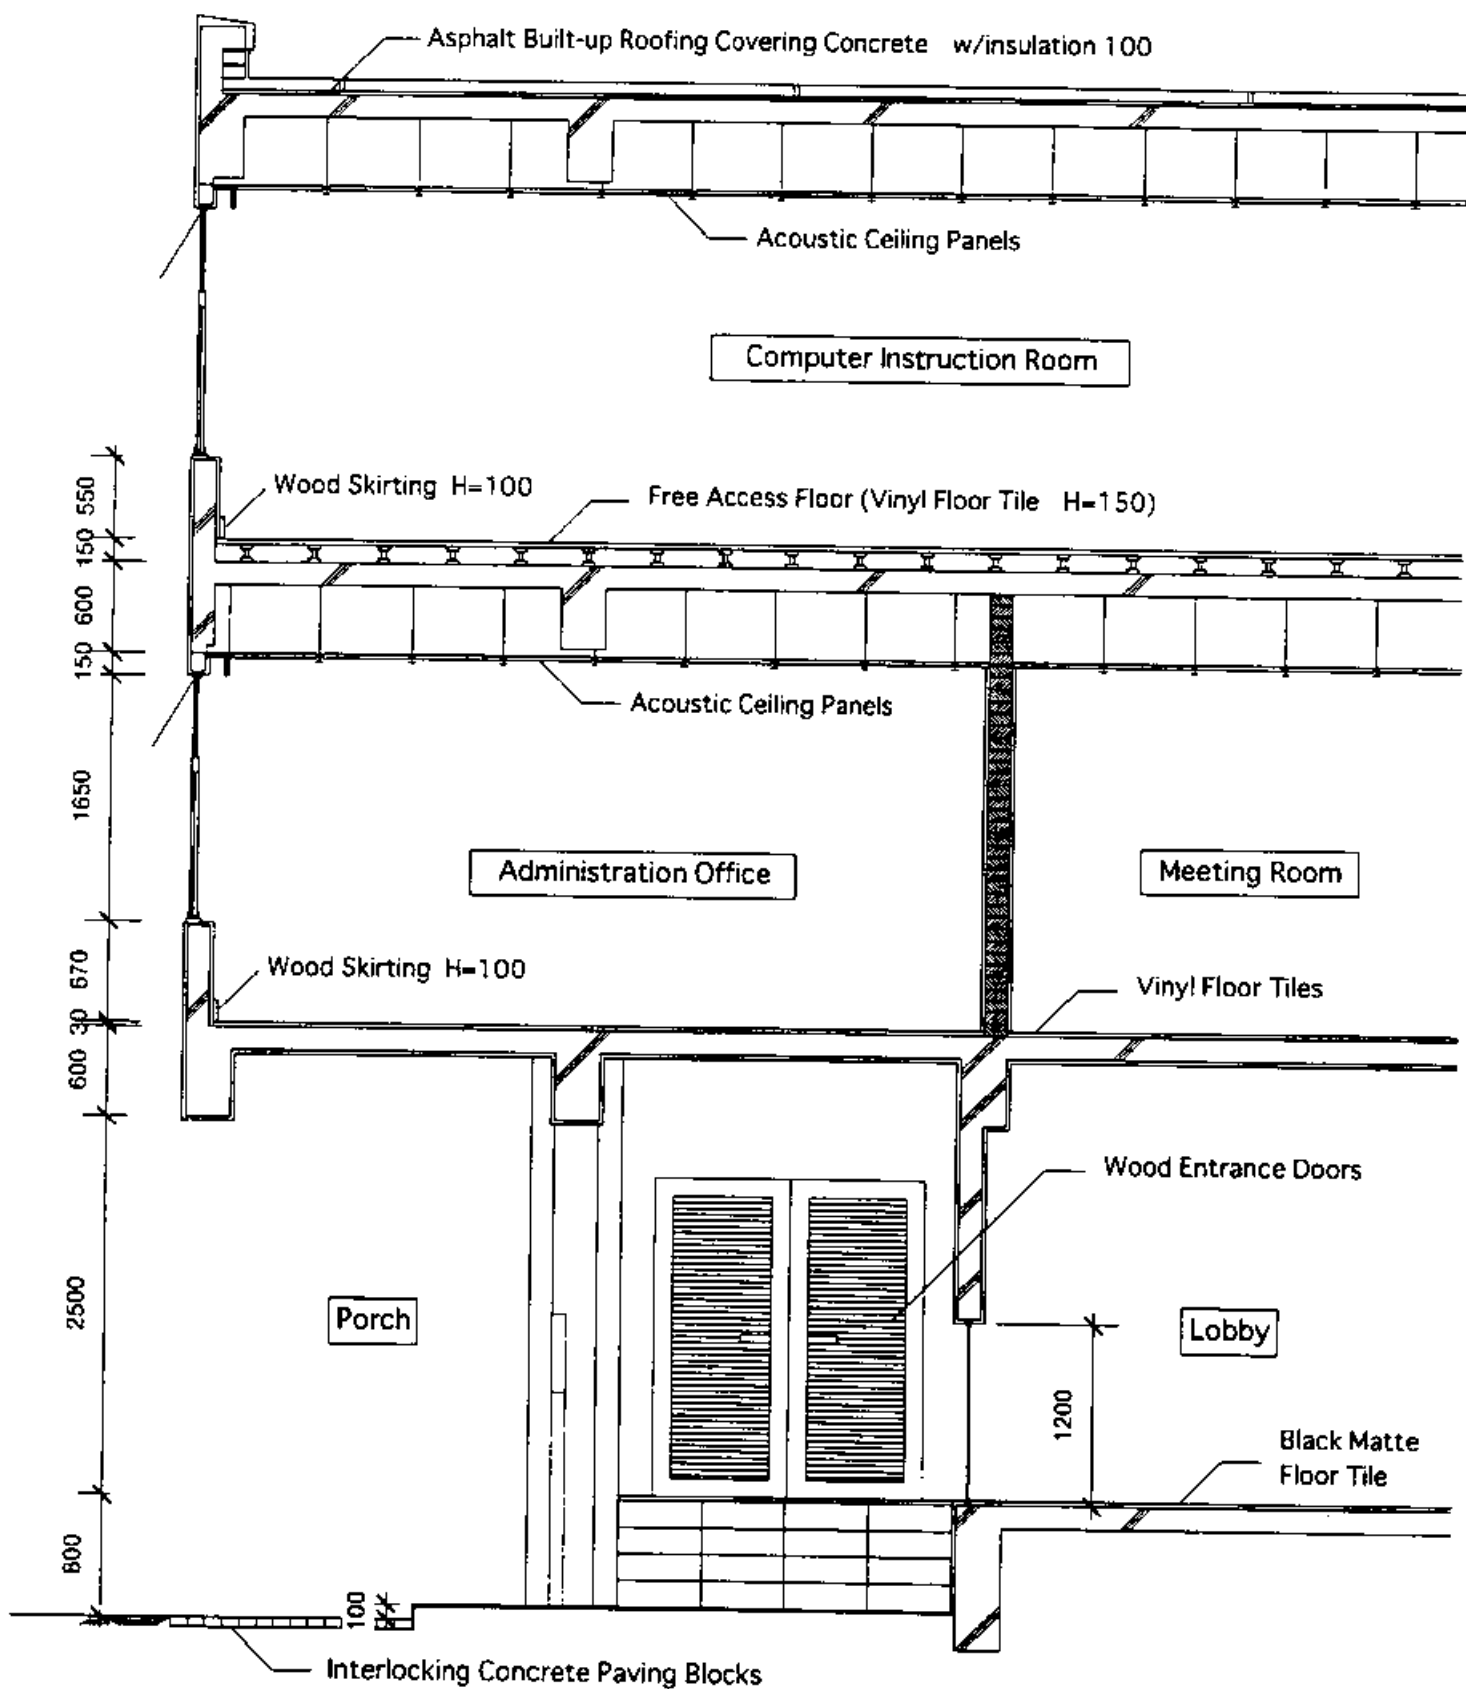 Asphalt Built-up Roofing Covering Concrete w/insulation 100
Acoustic Ceiling Panels
Computer Instruction Room
550
Wood Skirting H=100
Free Access Floor (Vinyl Floor Tile H=150)
150
600
150
Acoustic Ceiling Panels
1650
Administration Office
Meeting Room
670
Wood Skirting H=100
Vinyl Floor Tiles
30
600
Wood Entrance Doors
2500
Porch
Lobby
1200
Black Matte
Floor Tile
800
100
Interlocking Concrete Paving Blocks